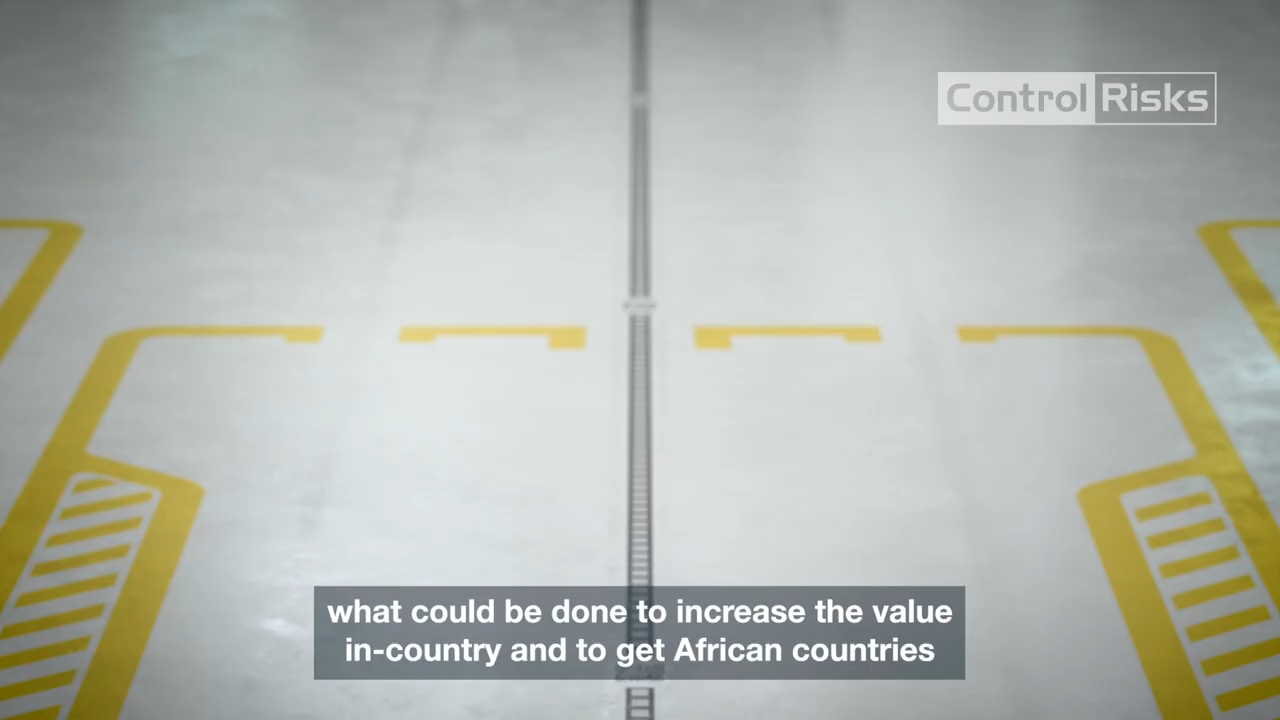 Control Risks
what could be done to increase the value
in-country and to get African countries